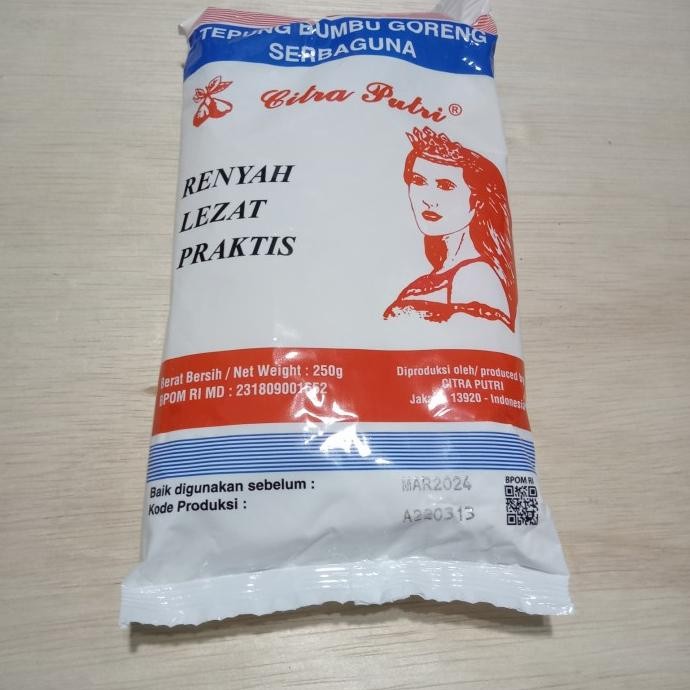 TEPUNG BUMBU GORENG
SERBAGUNA
Citra Putri®
RENYAH
LEZAT
PRAKTIS
Berat Bersih / Net Weight : 250g
BPOM RI MD : 231809001552
Diproduksi oleh/ produced by
CITRA PUTRI
Jakarta 13920 - Indonesia
Baik digunakan sebelum :
MAR2024
BPOM RI
Kode Produksi :
A220313